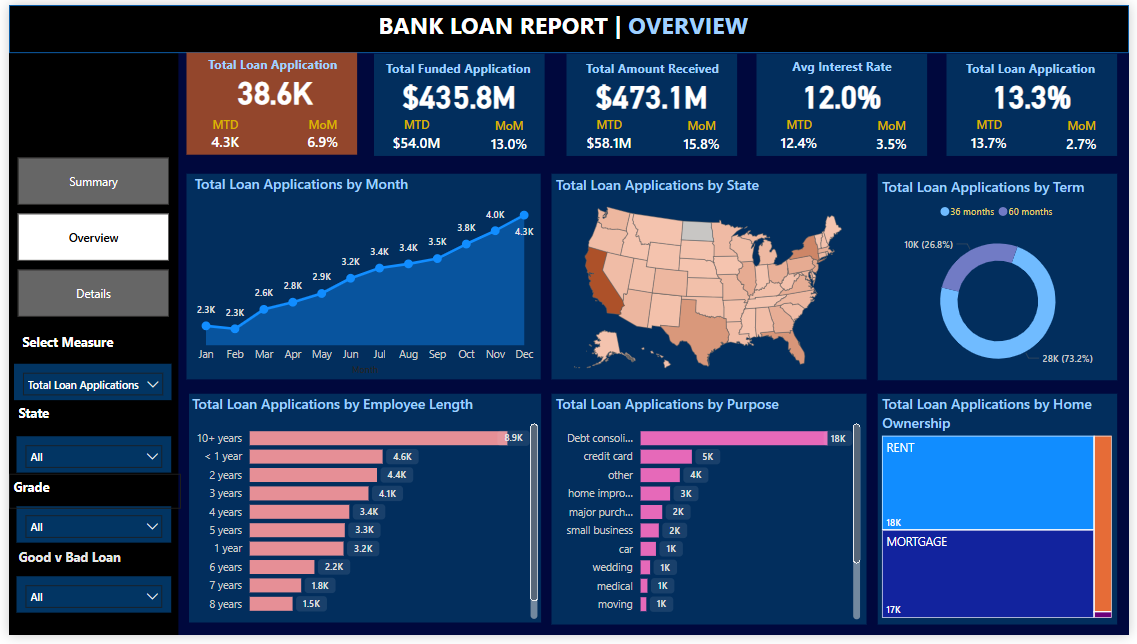 BANK LOAN REPORT | OVERVIEW
Total Loan Application
38.6K
MTD MoM
4.3K 6.9%
Total Funded Application
$435.8M
MTD MoM
$54.0M 13.0%
Total Amount Received
$473.1M
MTD MoM
$58.1M 15.8%
Avg Interest Rate
12.0%
MTD MoM
12.4% 3.5%
Total Loan Application
13.3%
MTD MoM
13.7% 2.7%
Summary
Overview
Details
Select Measure
Total Loan Applications
State
All
Grade
All
Good v Bad Loan
All
Total Loan Applications by Month
2.3K 2.3K 2.6K 2.8K 2.9K 3.2K 3.4K 3.4K 3.5K 3.8K 4.0K 4.3K
Jan Feb Mar Apr May Jun Jul Aug Sep Oct Nov Dec
Total Loan Applications by State
Total Loan Applications by Term
36 months 60 months
10K (26.8%)
28K (73.2%)
Total Loan Applications by Employee Length
10+ years 8.9K
< 1 year 4.6K
2 years 4.4K
3 years 4.1K
4 years 3.4K
5 years 3.3K
1 year 3.2K
6 years 2.2K
7 years 1.8K
8 years 1.5K
Total Loan Applications by Purpose
Debt consoli... 18K
credit card 5K
other 4K
home impro... 3K
major purch... 2K
small business 2K
car 1K
wedding 1K
medical 1K
moving 1K
Total Loan Applications by Home
Ownership
RENT
18K
MORTGAGE
17K